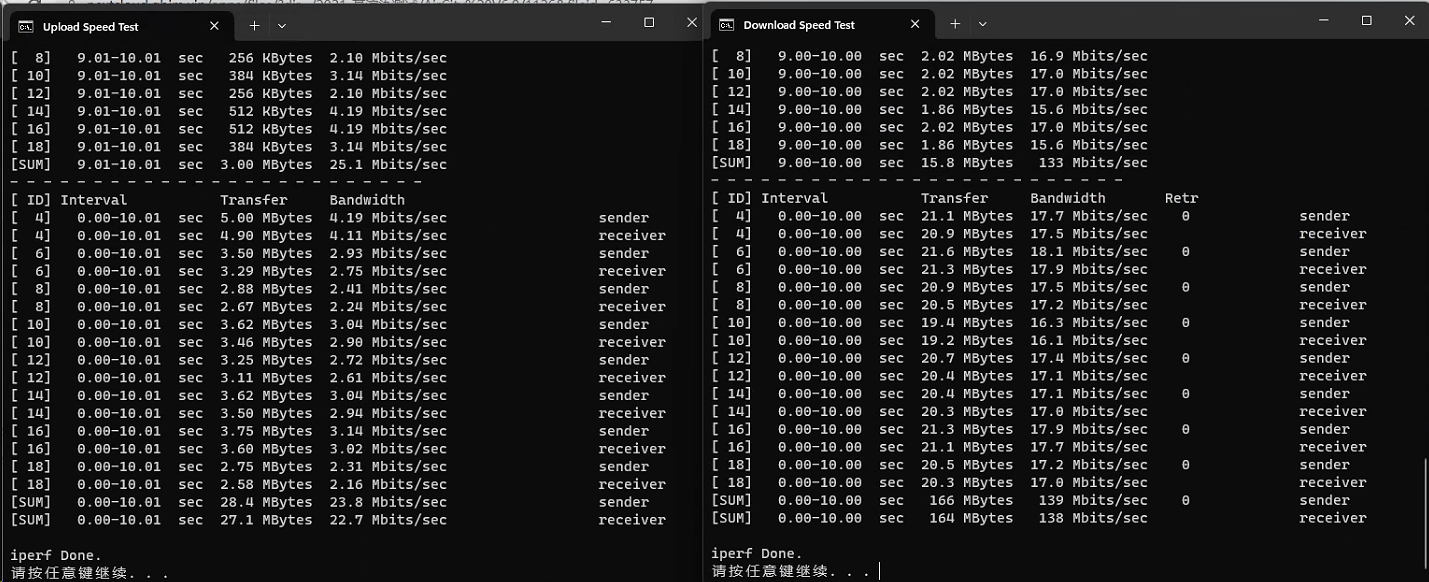 Upload Speed Test
[  8]   9.01-10.01  sec   256 KBytes  2.10 Mbits/sec
[ 10]   9.01-10.01  sec   384 KBytes  3.14 Mbits/sec
[ 12]   9.01-10.01  sec   256 KBytes  2.10 Mbits/sec
[ 14]   9.01-10.01  sec   512 KBytes  4.19 Mbits/sec
[ 16]   9.01-10.01  sec   512 KBytes  4.19 Mbits/sec
[ 18]   9.01-10.01  sec   384 KBytes  3.14 Mbits/sec
[SUM]   9.01-10.01  sec  3.00 MBytes  25.1 Mbits/sec
- - - - - - - - - - - - - - - - - - - - - - - - -
[ ID] Interval           Transfer     Bandwidth
[  4]   0.00-10.01  sec  5.00 MBytes  4.19 Mbits/sec                  sender
[  4]   0.00-10.01  sec  4.90 MBytes  4.11 Mbits/sec                  receiver
[  6]   0.00-10.01  sec  3.50 MBytes  2.93 Mbits/sec                  sender
[  6]   0.00-10.01  sec  3.29 MBytes  2.75 Mbits/sec                  receiver
[  8]   0.00-10.01  sec  2.88 MBytes  2.41 Mbits/sec                  sender
[  8]   0.00-10.01  sec  2.67 MBytes  2.24 Mbits/sec                  receiver
[ 10]   0.00-10.01  sec  3.62 MBytes  3.04 Mbits/sec                  sender
[ 10]   0.00-10.01  sec  3.46 MBytes  2.90 Mbits/sec                  receiver
[ 12]   0.00-10.01  sec  3.25 MBytes  2.72 Mbits/sec                  sender
[ 12]   0.00-10.01  sec  3.11 MBytes  2.61 Mbits/sec                  receiver
[ 14]   0.00-10.01  sec  3.62 MBytes  3.04 Mbits/sec                  sender
[ 14]   0.00-10.01  sec  3.50 MBytes  2.94 Mbits/sec                  receiver
[ 16]   0.00-10.01  sec  3.75 MBytes  3.14 Mbits/sec                  sender
[ 16]   0.00-10.01  sec  3.60 MBytes  3.02 Mbits/sec                  receiver
[ 18]   0.00-10.01  sec  2.75 MBytes  2.31 Mbits/sec                  sender
[ 18]   0.00-10.01  sec  2.58 MBytes  2.16 Mbits/sec                  receiver
[SUM]   0.00-10.01  sec  28.4 MBytes  23.8 Mbits/sec                  sender
[SUM]   0.00-10.01  sec  27.1 MBytes  22.7 Mbits/sec                  receiver
iperf Done.
请按任意键继续. . .
Download Speed Test
[  8]   9.00-10.00  sec  2.02 MBytes  16.9 Mbits/sec
[ 10]   9.00-10.00  sec  2.02 MBytes  17.0 Mbits/sec
[ 12]   9.00-10.00  sec  2.02 MBytes  17.0 Mbits/sec
[ 14]   9.00-10.00  sec  1.86 MBytes  15.6 Mbits/sec
[ 16]   9.00-10.00  sec  2.02 MBytes  17.0 Mbits/sec
[ 18]   9.00-10.00  sec  1.86 MBytes  15.6 Mbits/sec
[SUM]   9.00-10.00  sec  15.8 MBytes   133 Mbits/sec
- - - - - - - - - - - - - - - - - - - - - - - - -
[ ID] Interval           Transfer     Bandwidth       Retr
[  4]   0.00-10.00  sec  21.1 MBytes  17.7 Mbits/sec    0             sender
[  4]   0.00-10.00  sec  20.9 MBytes  17.5 Mbits/sec                  receiver
[  6]   0.00-10.00  sec  21.6 MBytes  18.1 Mbits/sec    0             sender
[  6]   0.00-10.00  sec  21.3 MBytes  17.9 Mbits/sec                  receiver
[  8]   0.00-10.00  sec  20.9 MBytes  17.5 Mbits/sec    0             sender
[  8]   0.00-10.00  sec  20.5 MBytes  17.2 Mbits/sec                  receiver
[ 10]   0.00-10.00  sec  19.4 MBytes  16.3 Mbits/sec    0             sender
[ 10]   0.00-10.00  sec  19.2 MBytes  16.1 Mbits/sec                  receiver
[ 12]   0.00-10.00  sec  20.7 MBytes  17.4 Mbits/sec    0             sender
[ 12]   0.00-10.00  sec  20.4 MBytes  17.1 Mbits/sec                  receiver
[ 14]   0.00-10.00  sec  20.4 MBytes  17.1 Mbits/sec    0             sender
[ 14]   0.00-10.00  sec  20.3 MBytes  17.0 Mbits/sec                  receiver
[ 16]   0.00-10.00  sec  21.3 MBytes  17.9 Mbits/sec    0             sender
[ 16]   0.00-10.00  sec  21.1 MBytes  17.7 Mbits/sec                  receiver
[ 18]   0.00-10.00  sec  20.5 MBytes  17.2 Mbits/sec    0             sender
[ 18]   0.00-10.00  sec  20.3 MBytes  17.0 Mbits/sec                  receiver
[SUM]   0.00-10.00  sec   166 MBytes   139 Mbits/sec    0             sender
[SUM]   0.00-10.00  sec   164 MBytes   138 Mbits/sec                  receiver
iperf Done.
请按任意键继续. . .